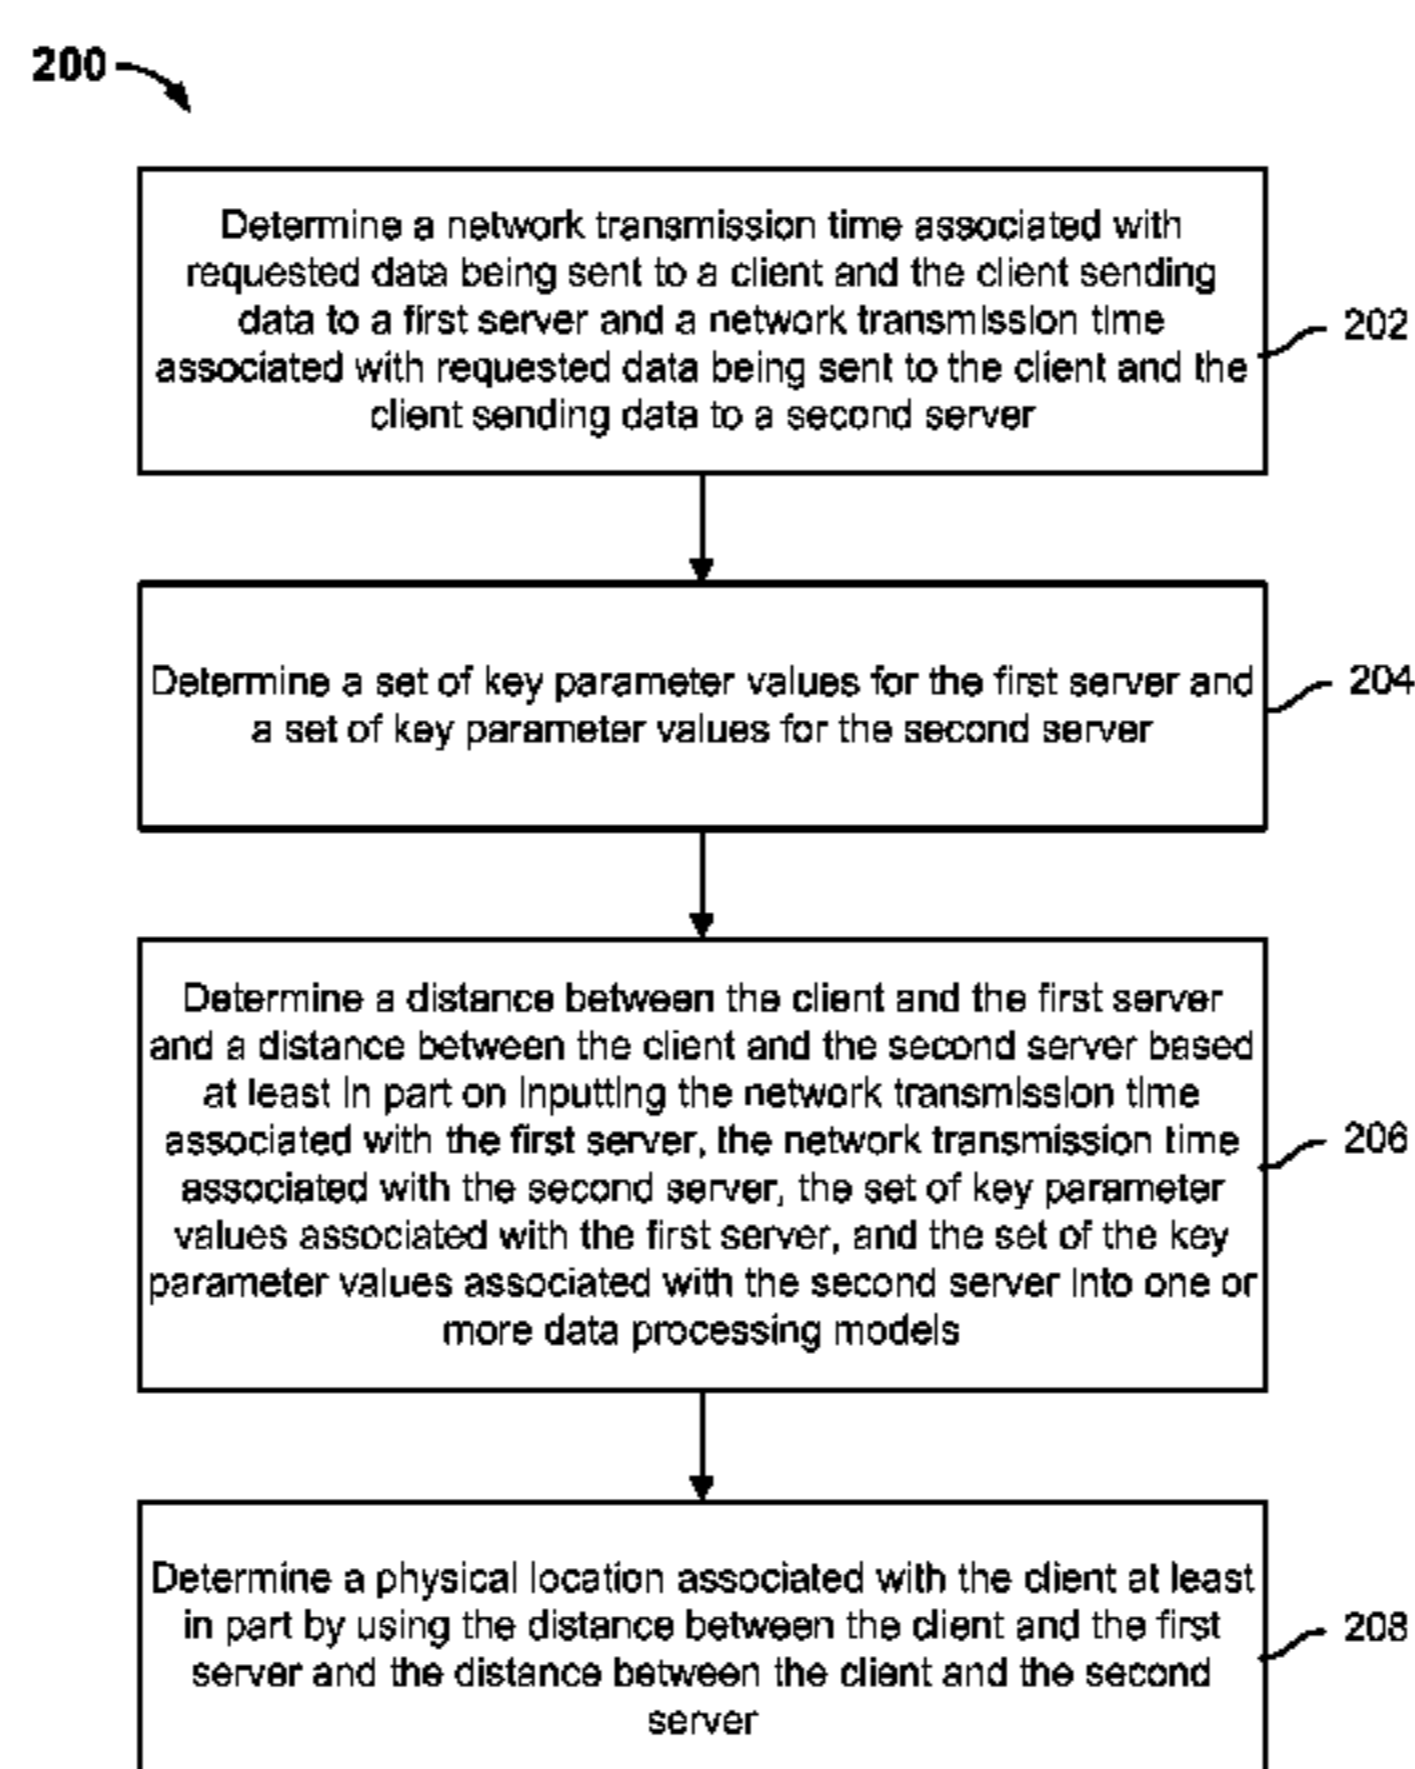 200
Determine a network transmission time associated with
requested data being sent to a client and the client sending
data to a first server and a network transmission time
associated with requested data being sent to the client and the
client sending data to a second server
202
Determine a set of key parameter values for the first server and
a set of key parameter values for the second server
204
Determine a distance between the client and the first server
and a distance between the client and the second server based
at least in part on inputting the network transmission time
associated with the first server, the network transmission time
associated with the second server, the set of key parameter
values associated with the first server, and the set of the key
parameter values associated with the second server into one or
more data processing models
206
Determine a physical location associated with the client at least
in part by using the distance between the client and the first
server and the distance between the client and the second
server
208